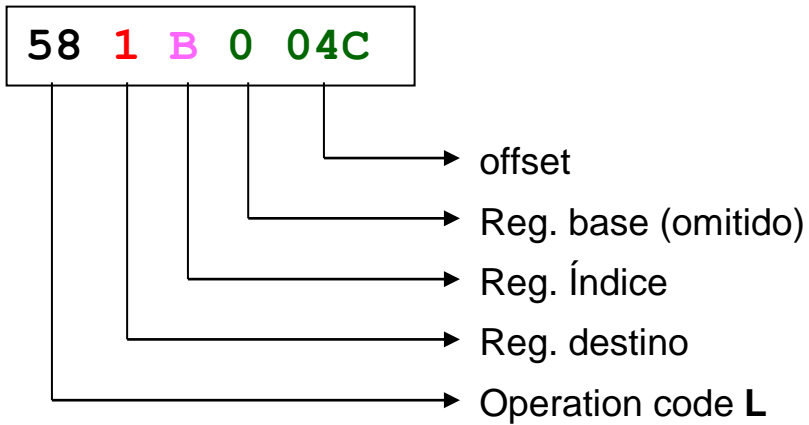 58 1 B 0 04C
offset
Reg. base (omitido)
Reg. Índice
Reg. destino
Operation code L